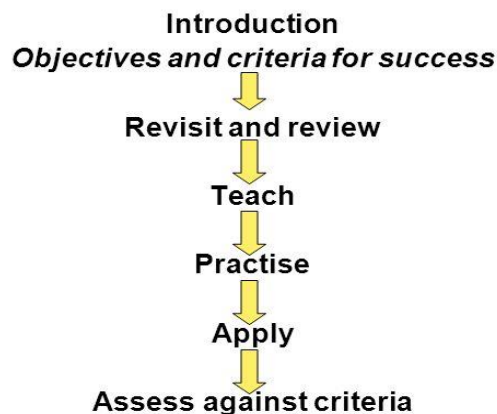 Introduction
Objectives and criteria for success
Revisit and review
Teach
Practise
Apply
Assess against criteria